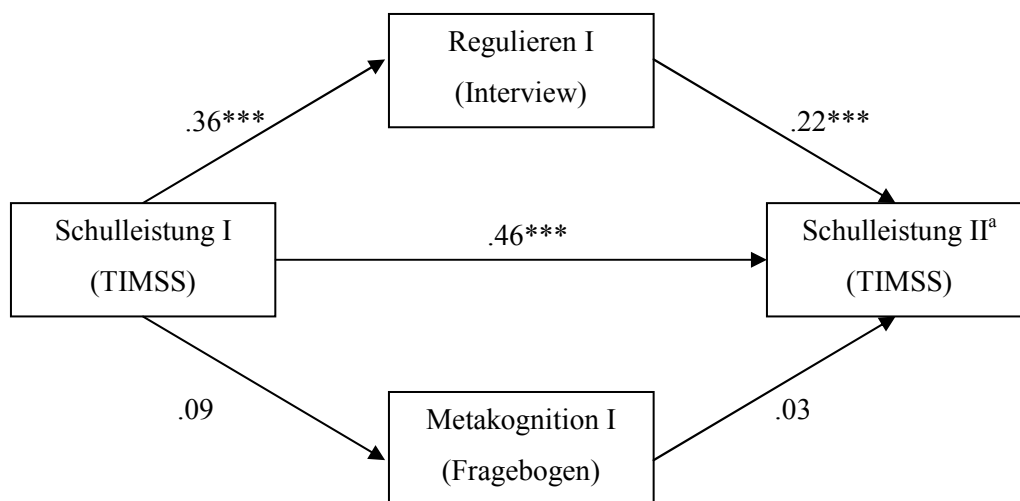 Regulieren I
(Interview)
.36***
.22***
Schulleistung I
(TIMSS)
.46***
Schulleistung IIᵃ
(TIMSS)
.09
.03
Metakognition I
(Fragebogen)